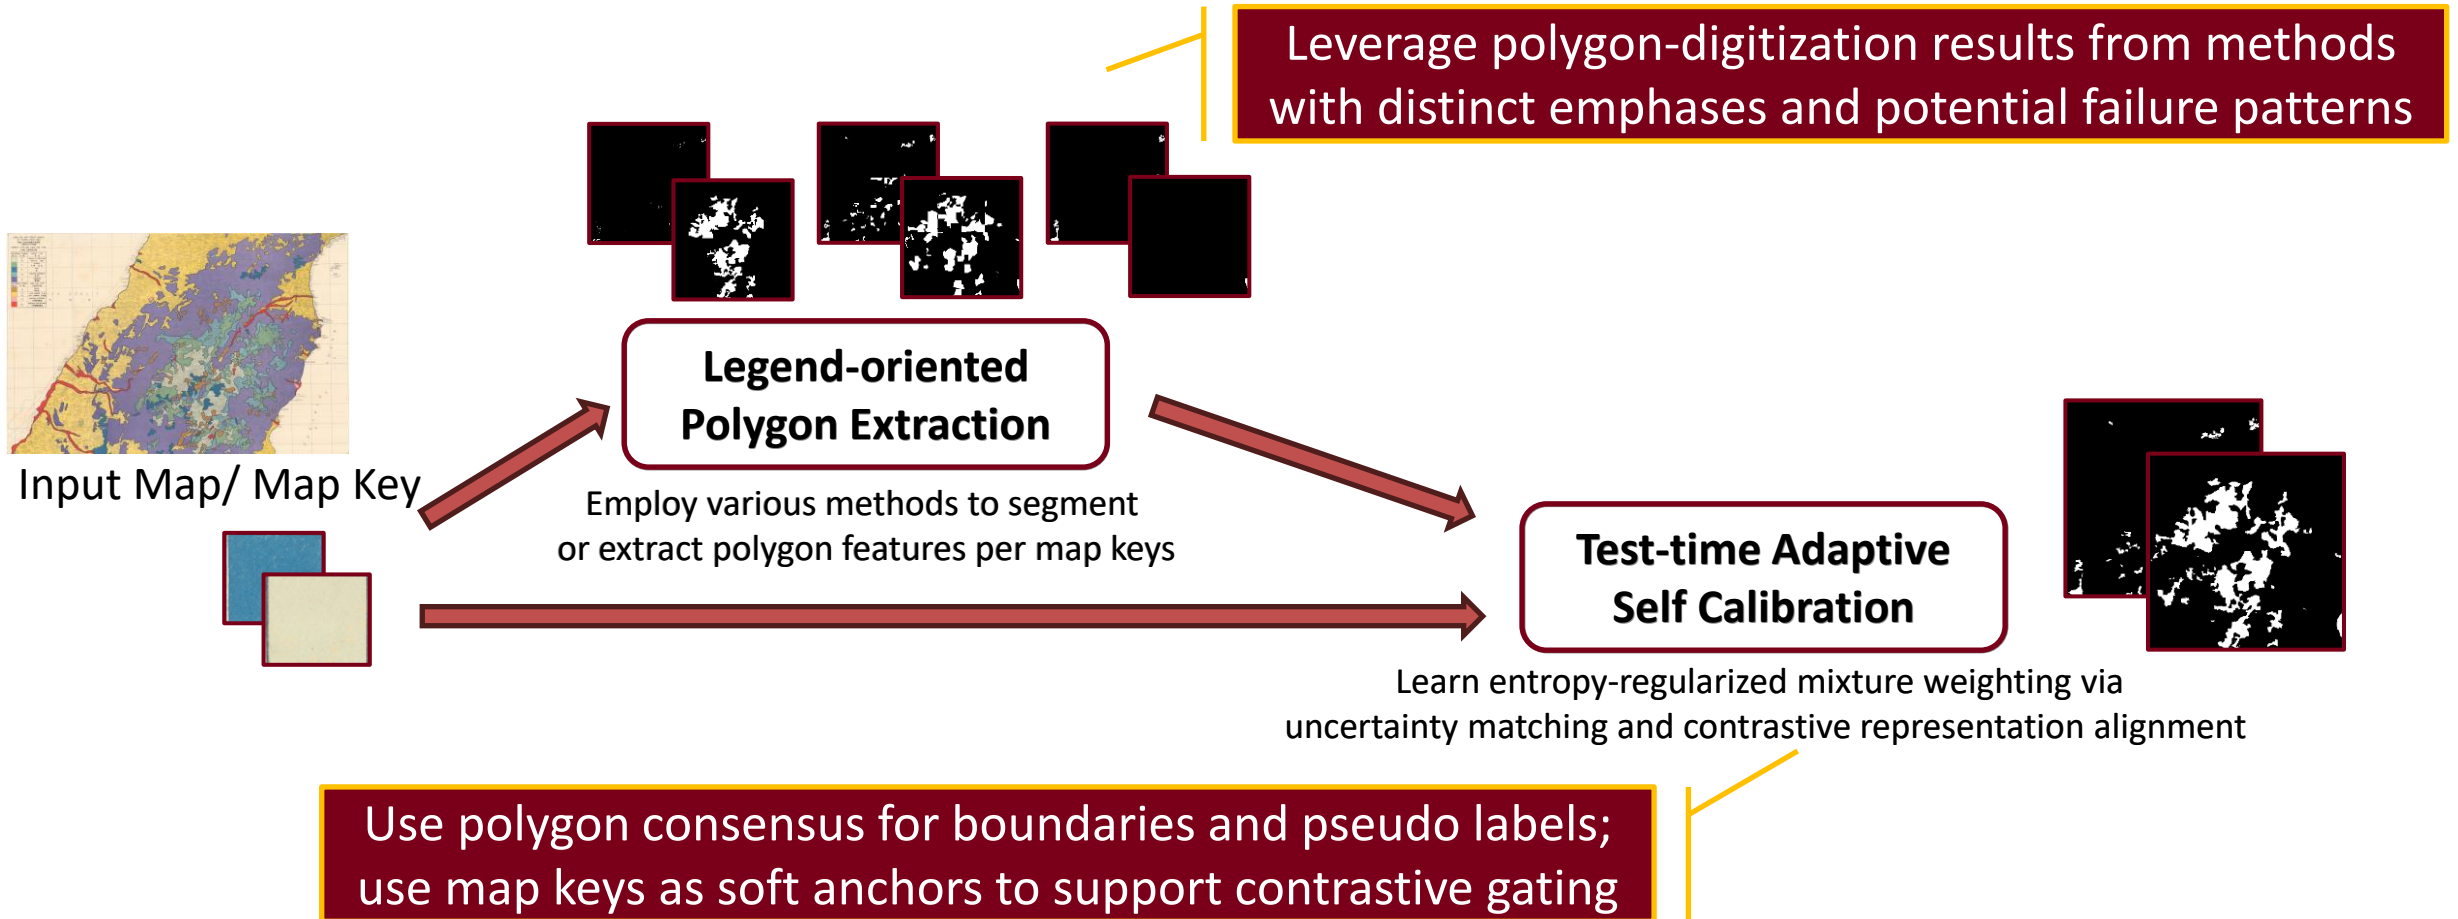 Leverage polygon-digitization results from methods
with distinct emphases and potential failure patterns
Input Map/ Map Key
Legend-oriented
Polygon Extraction
Employ various methods to segment
or extract polygon features per map keys
Test-time Adaptive
Self Calibration
Learn entropy-regularized mixture weighting via
uncertainty matching and contrastive representation alignment
Use polygon consensus for boundaries and pseudo labels;
use map keys as soft anchors to support contrastive gating